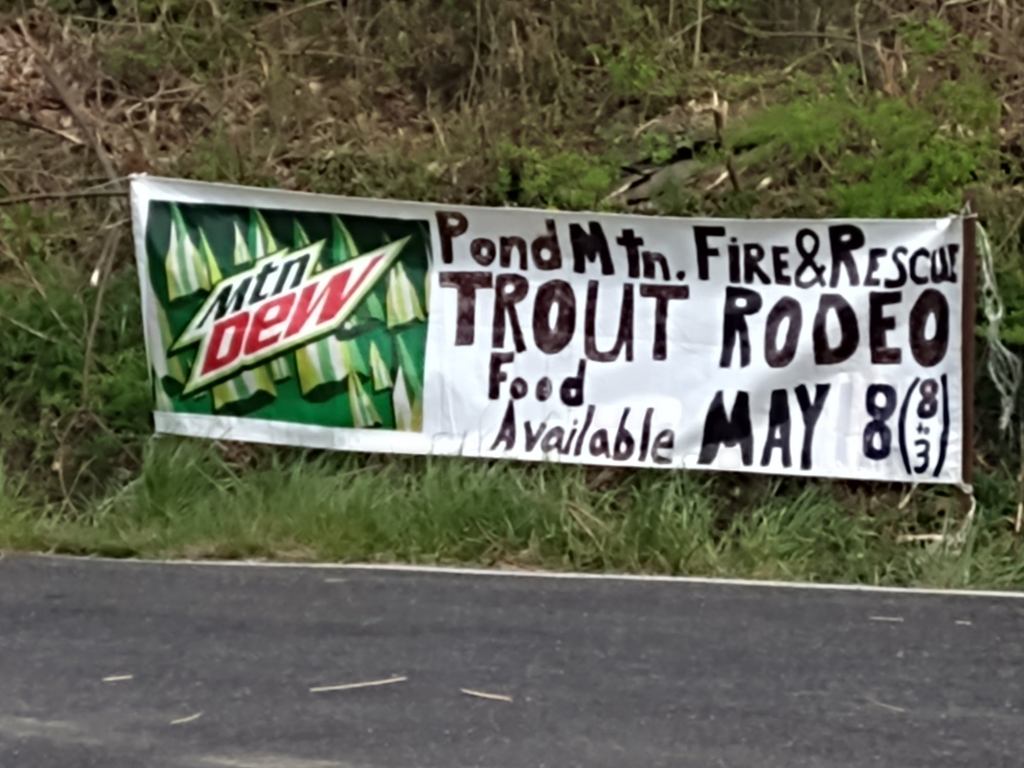 Mtn
DEW
Pond Mtn. FIRE & RESCUE
TROUT RODEO
Food
Available MAY 8 (8 to 3)